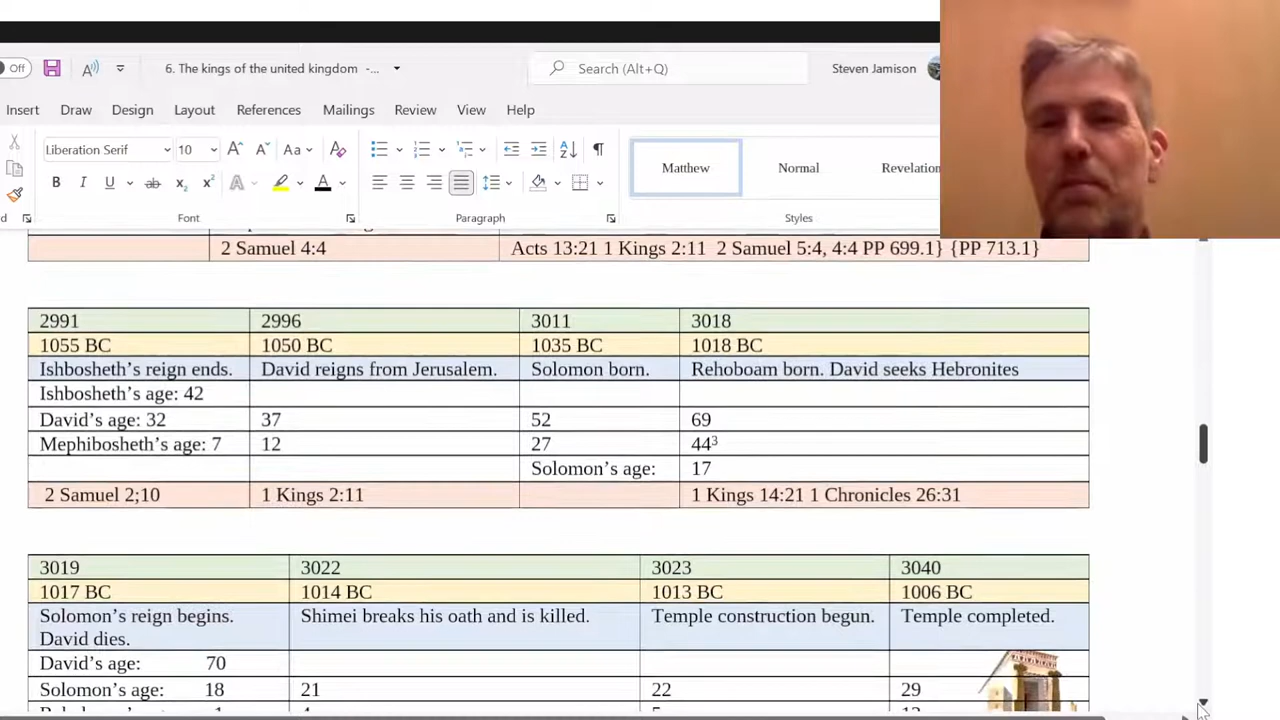 Off
6. The kings of the united kingdom -...
Search (Alt+Q)
Steven Jamison
Insert Draw Design Layout References Mailings Review View Help
Liberation Serif 10 Aa
Matthew Normal Revelation
B I U ab x₂ x² A A
Font Paragraph Styles
2 Samuel 4:4 Acts 13:21 1 Kings 2:11 2 Samuel 5:4, 4:4 PP 699.1} {PP 713.1}
2991 2996 3011 3018
1055 BC 1050 BC 1035 BC 1018 BC
Ishbosheth's reign ends. David reigns from Jerusalem. Solomon born. Rehoboam born. David seeks Hebronites
Ishbosheth's age: 42
David's age: 32 37 52 69
Mephibosheth's age: 7 12 27 44³
Solomon's age: 17
2 Samuel 2;10 1 Kings 2:11 1 Kings 14:21 1 Chronicles 26:31
3019 3022 3023 3040
1017 BC 1014 BC 1013 BC 1006 BC
Solomon's reign begins. Shimei breaks his oath and is killed. Temple construction begun. Temple completed.
David dies.
David's age: 70
Solomon's age: 18 21 22 29